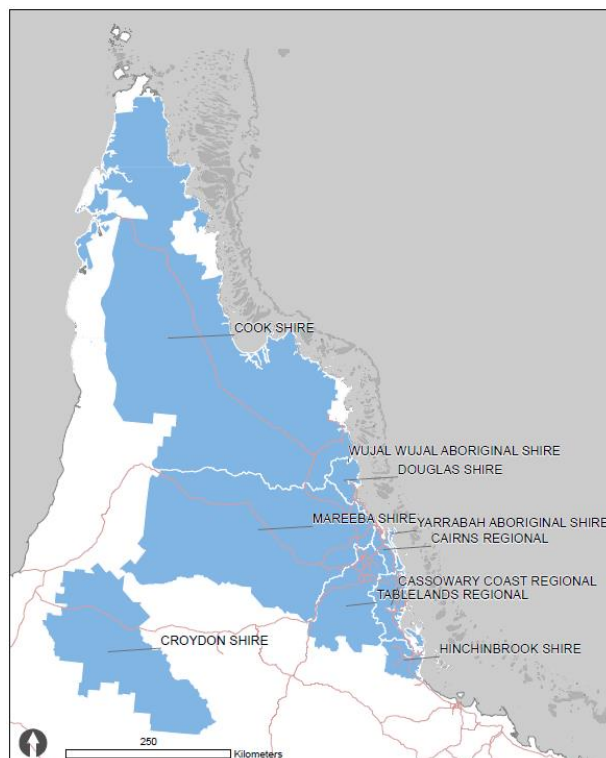 COOK SHIRE
WUJAL WUJAL ABORIGINAL SHIRE
DOUGLAS SHIRE
MAREEBA SHIRE
YARRABAH ABORIGINAL SHIRE
CAIRNS REGIONAL
CASSOWARY COAST REGIONAL
TABLELANDS REGIONAL
CROYDON SHIRE
HINCHINBROOK SHIRE
250
Kilometers